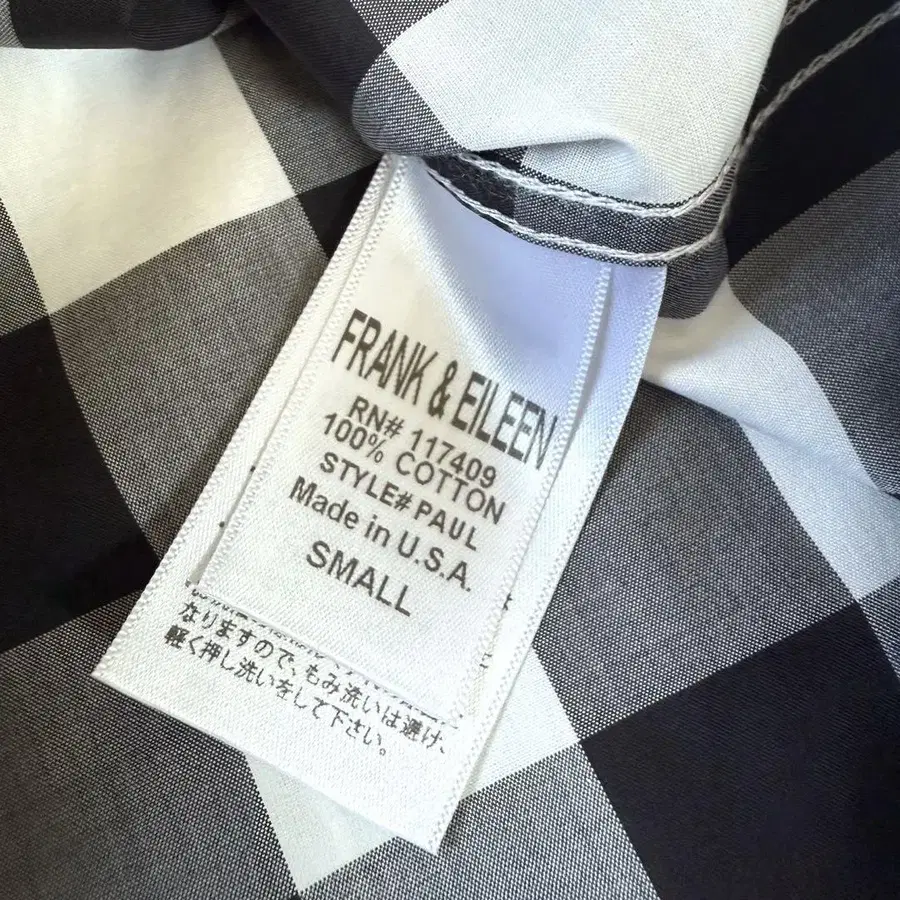 FRANK & EILEEN
RN# 117409
100% COTTON
STYLE# PAUL
Made in U.S.A.
SMALL
なりますので、もみ洗いは避け、
軽く押し洗いをして下さい。